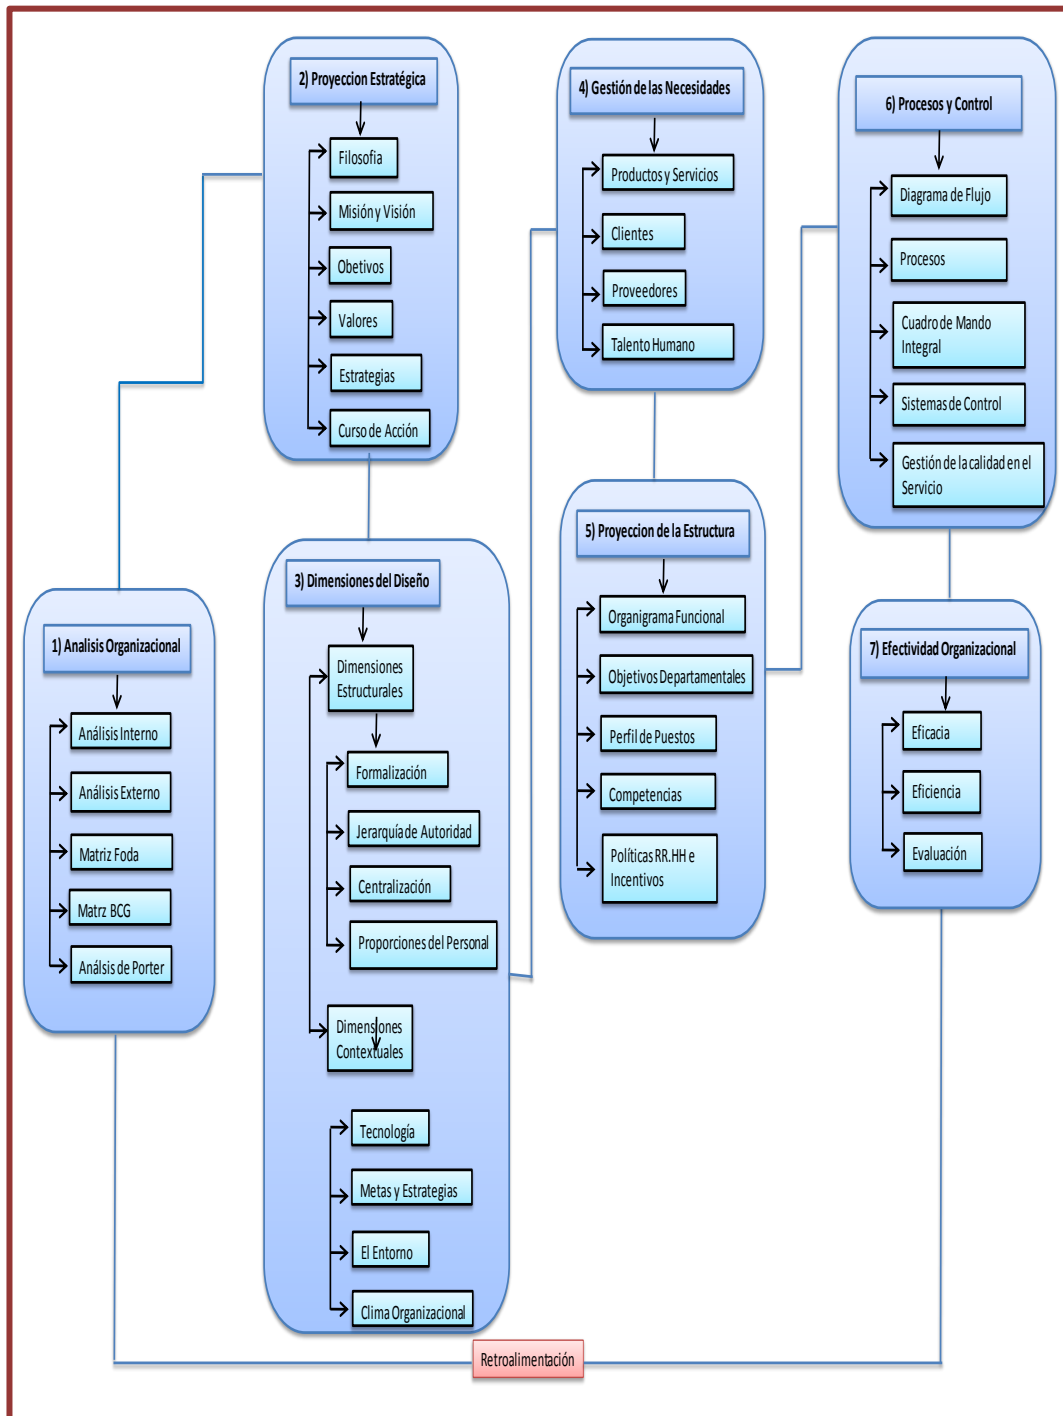 2) Proyeccion Estratégica
Filosofia
Misión y Visión
Obetivos
Valores
Estrategias
Curso de Acción
4) Gestión de las Necesidades
Productos y Servicios
Clientes
Proveedores
Talento Humano
6) Procesos y Control
Diagrama de Flujo
Procesos
Cuadro de Mando
Integral
Sistemas de Control
Gestión de la calidad en el
Servicio
1) Analisis Organizacional
Análisis Interno
Análisis Externo
Matriz Foda
Matrz BCG
Análsis de Porter
3) Dimensiones del Diseño
Dimensiones
Estructurales
Formalización
Jerarquía de Autoridad
Centralización
Proporciones del Personal
Dimensiones
Contextuales
Tecnología
Metas y Estrategias
El Entorno
Clima Organizacional
5) Proyeccion de la Estructura
Organigrama Funcional
Objetivos Departamentales
Perfil de Puestos
Competencias
Políticas RR.HH e
Incentivos
7) Efectividad Organizacional
Eficacia
Eficiencia
Evaluación
Retroalimentación